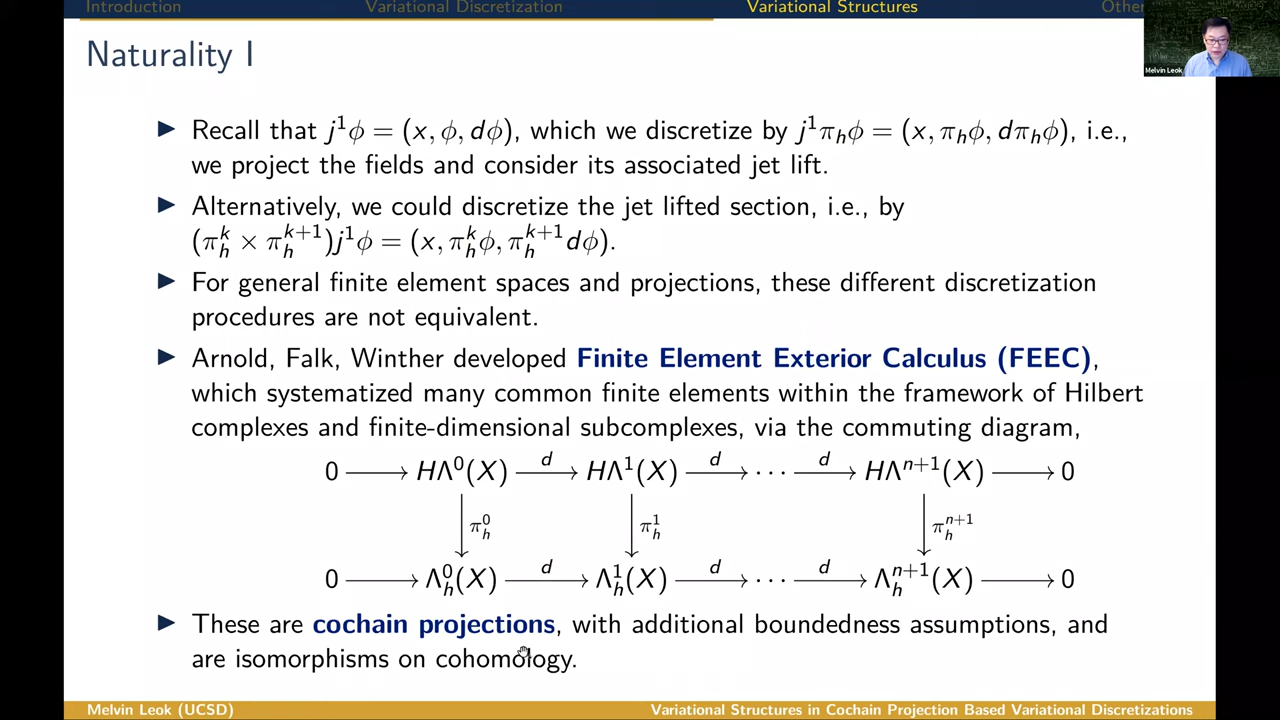 Introduction Variational Discretization Variational Structures Other
Melvin Leok
Naturality I
▶ Recall that j¹ϕ = (x, ϕ, dϕ), which we discretize by j¹π_hϕ = (x, π_hϕ, dπ_hϕ), i.e.,
we project the fields and consider its associated jet lift.
▶ Alternatively, we could discretize the jet lifted section, i.e., by
(π_h^k × π_h^{k+1})j¹ϕ = (x, π_h^kϕ, π_h^{k+1}dϕ).
▶ For general finite element spaces and projections, these different discretization
procedures are not equivalent.
▶ Arnold, Falk, Winther developed Finite Element Exterior Calculus (FEEC),
which systematized many common finite elements within the framework of Hilbert
complexes and finite-dimensional subcomplexes, via the commuting diagram,
0 ⟶ HΛ⁰(X) ⟶ᵈ HΛ¹(X) ⟶ᵈ ⋯ ⟶ᵈ HΛ^{n+1}(X) ⟶ 0
↓ π_h^0 ↓ π_h^1 ↓ π_h^{n+1}
0 ⟶ Λ_h^0(X) ⟶ᵈ Λ_h^1(X) ⟶ᵈ ⋯ ⟶ᵈ Λ_h^{n+1}(X) ⟶ 0
▶ These are cochain projections, with additional boundedness assumptions, and
are isomorphisms on cohomology.
Melvin Leok (UCSD) Variational Structures in Cochain Projection Based Variational Discretizations